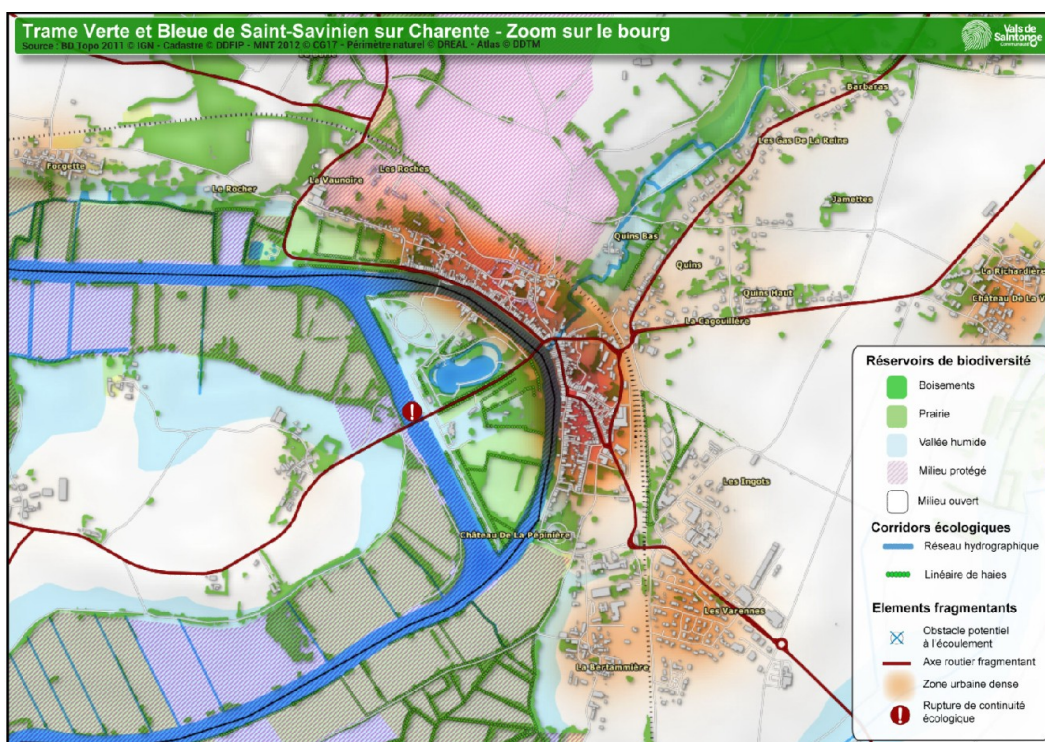 Trame Verte et Bleue de Saint-Savinien sur Charente - Zoom sur le bourg
Source : BD Topo 2011 © IGN - Cadastre © DDFIP - MNT 2012 © CG17 - Périmètre naturel © DREAL - Atlas © DDTM
Vals de
Saintonge
Communauté
Barbaras
Les Gas De La Reine
Forgette
Les Roches
La Vaunoire
Le Rocher
Jamettes
Quins Bas
Quins
La Richardière
Quins Haut
Château De La V
La Cagouillère
Les Ingots
Château De La Pépinière
Les Varennes
La Bertammière
Réservoirs de biodiversité
Boisements
Prairie
Vallée humide
Milieu protégé
Milieu ouvert
Corridors écologiques
Réseau hydrographique
Linéaire de haies
Elements fragmentants
Obstacle potentiel
à l'écoulement
Axe routier fragmentant
Zone urbaine dense
Rupture de continuité
écologique